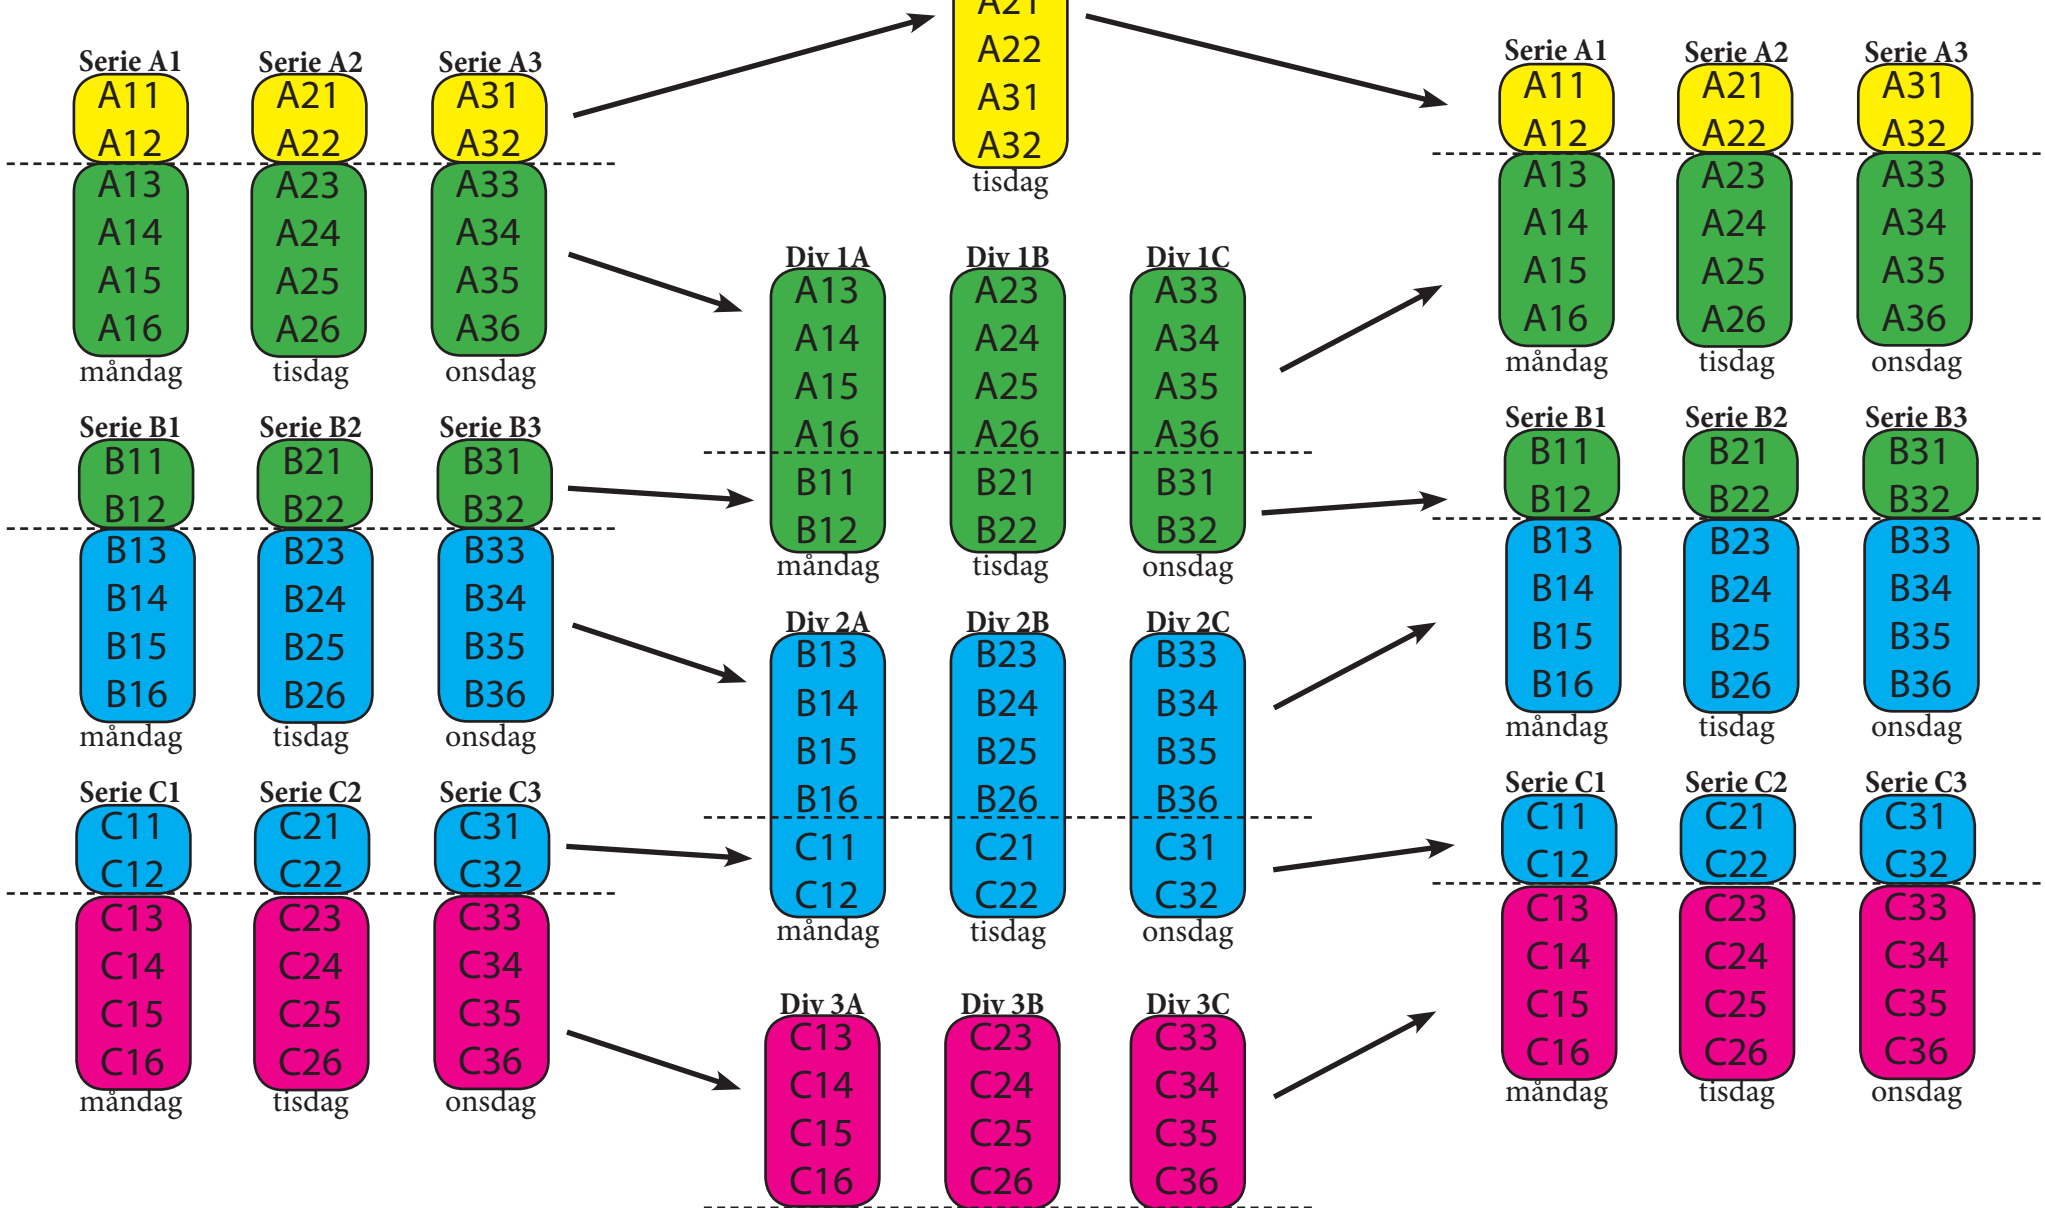 Serie A1
A11
A12
A13
A14
A15
A16
måndag
Serie A2
A21
A22
A23
A24
A25
A26
tisdag
Serie A3
A31
A32
A33
A34
A35
A36
onsdag
Serie B1
B11
B12
B13
B14
B15
B16
måndag
Serie B2
B21
B22
B23
B24
B25
B26
tisdag
Serie B3
B31
B32
B33
B34
B35
B36
onsdag
Serie C1
C11
C12
C13
C14
C15
C16
måndag
Serie C2
C21
C22
C23
C24
C25
C26
tisdag
Serie C3
C31
C32
C33
C34
C35
C36
onsdag
A21
A22
A31
A32
tisdag
Div 1A
A13
A14
A15
A16
B11
B12
måndag
Div 1B
A23
A24
A25
A26
B21
B22
tisdag
Div 1C
A33
A34
A35
A36
B31
B32
onsdag
Div 2A
B13
B14
B15
B16
C11
C12
måndag
Div 2B
B23
B24
B25
B26
C21
C22
tisdag
Div 2C
B33
B34
B35
B36
C31
C32
onsdag
Div 3A
C13
C14
C15
C16
Div 3B
C23
C24
C25
C26
Div 3C
C33
C34
C35
C36
Serie A1
A11
A12
A13
A14
A15
A16
måndag
Serie A2
A21
A22
A23
A24
A25
A26
tisdag
Serie A3
A31
A32
A33
A34
A35
A36
onsdag
Serie B1
B11
B12
B13
B14
B15
B16
måndag
Serie B2
B21
B22
B23
B24
B25
B26
tisdag
Serie B3
B31
B32
B33
B34
B35
B36
onsdag
Serie C1
C11
C12
C13
C14
C15
C16
måndag
Serie C2
C21
C22
C23
C24
C25
C26
tisdag
Serie C3
C31
C32
C33
C34
C35
C36
onsdag